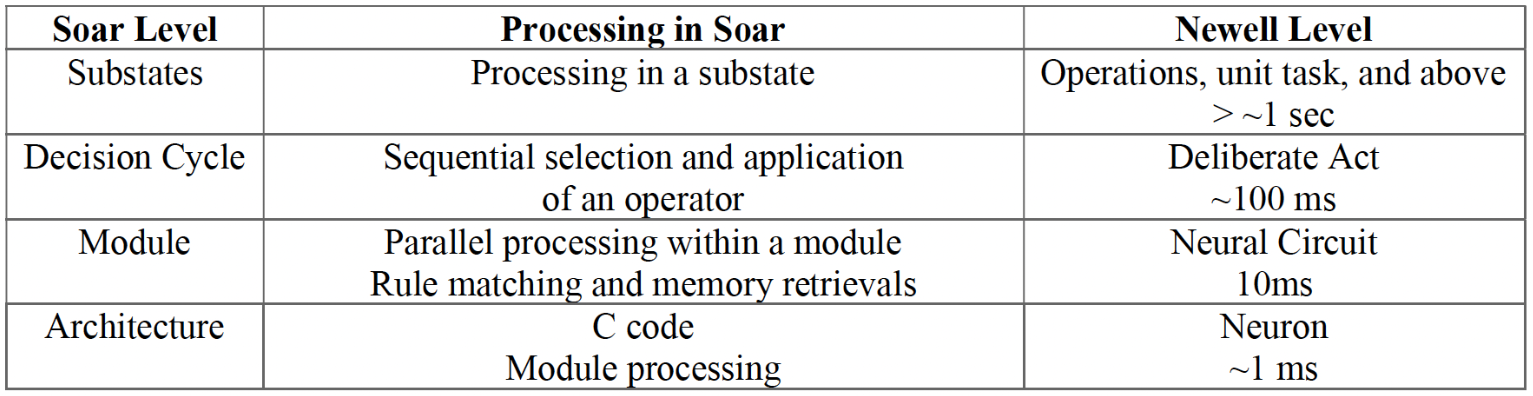 Soar Level Processing in Soar Newell Level
Substates Processing in a substate Operations, unit task, and above
> ~1 sec
Decision Cycle Sequential selection and application Deliberate Act
of an operator ~100 ms
Module Parallel processing within a module Neural Circuit
Rule matching and memory retrievals 10ms
Architecture C code Neuron
Module processing ~1 ms